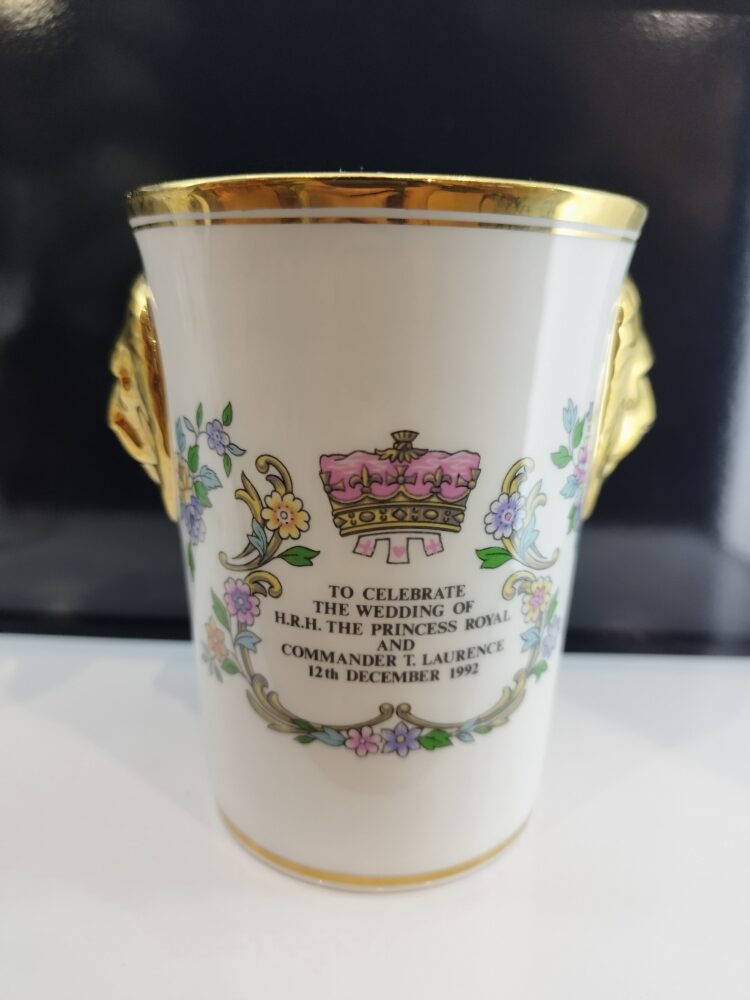 TO CELEBRATE
THE WEDDING OF
H.R.H. THE PRINCESS ROYAL
AND
COMMANDER T. LAURENCE
12th DECEMBER 1992